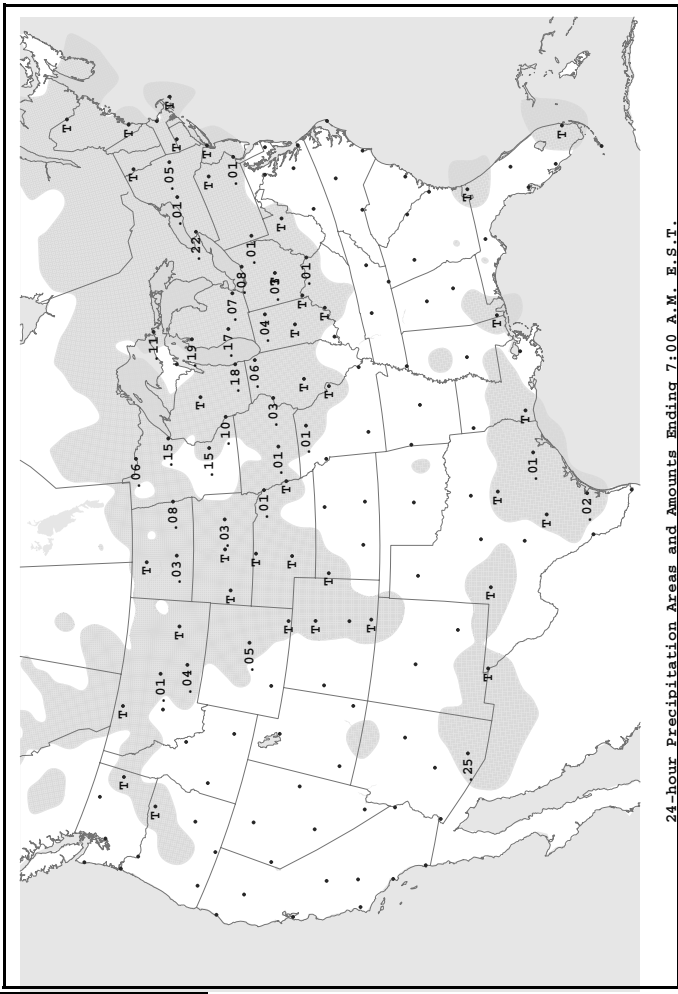 T
T
T
T
T
.06
T
.11
T
.01
.15
.05
T
.08
T
.03
.01
T
.04
.19
.22
T
T
T
.15
.10
T .03
.17
T
.07
.01
.18
.08
.05
.01
.06
T
.01
.04
.03
T
.01
T
T
T
T
T
T
T
.01
.01
T
T
T
T
T
T
.25
T
T
T
T
T
.01
T
T
.02
24-hour Precipitation Areas and Amounts Ending 7:00 A.M. E.S.T.